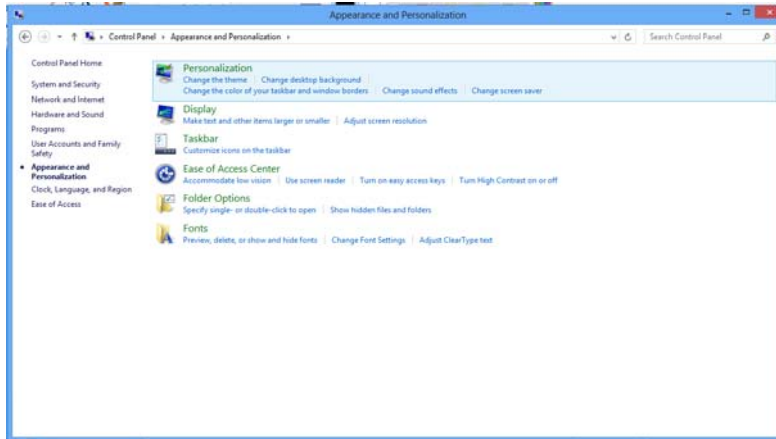 Appearance and Personalization
Control Panel Appearance and Personalization
Search Control Panel
Control Panel Home
System and Security
Network and Internet
Hardware and Sound
Programs
User Accounts and Family
Safety
Appearance and
Personalization
Clock, Language, and Region
Ease of Access
Personalization
Change the theme Change desktop background
Change the color of your taskbar and window borders Change sound effects Change screen saver
Display
Make text and other items larger or smaller Adjust screen resolution
Taskbar
Customize icons on the taskbar
Ease of Access Center
Accommodate low vision Use screen reader Turn on easy access keys Turn High Contrast on or off
Folder Options
Specify single- or double-click to open Show hidden files and folders
Fonts
Preview, delete, or show and hide fonts Change Font Settings Adjust ClearType text